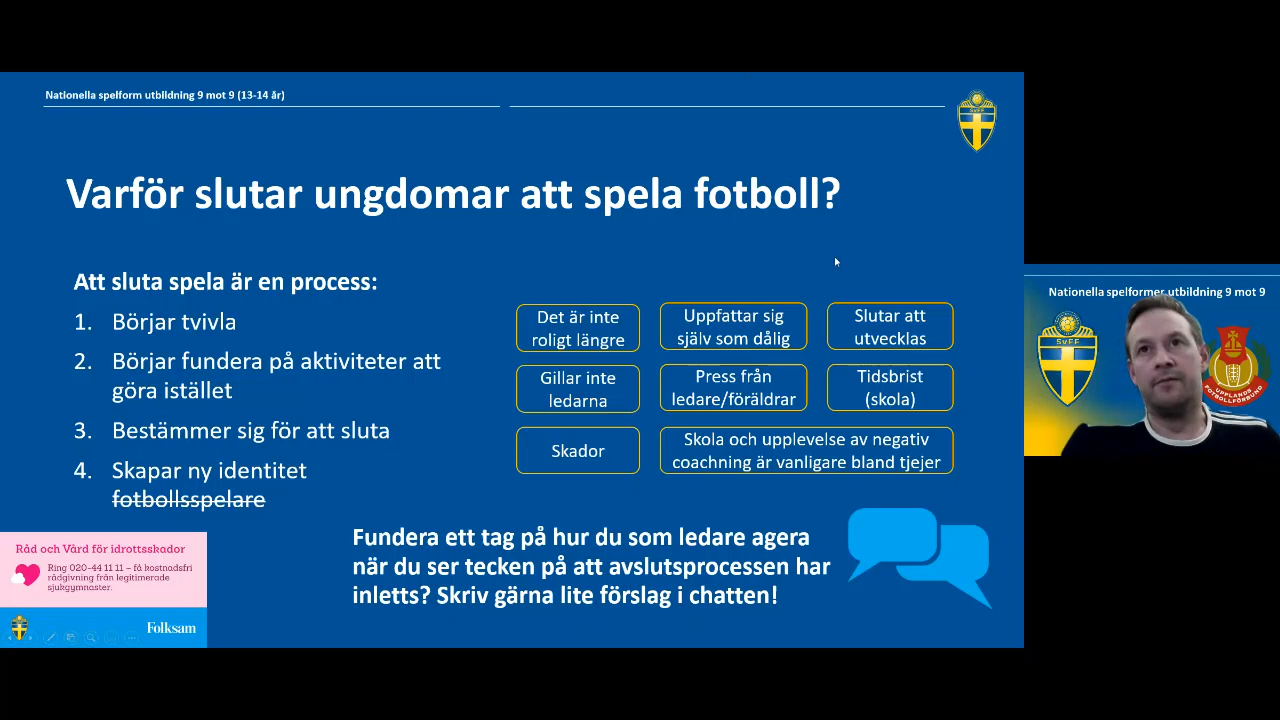 Nationella spelform utbildning 9 mot 9 (13-14 år)
SvFF
Varför slutar ungdomar att spela fotboll?
Att sluta spela är en process:
1. Börjar tvivla
2. Börjar fundera på aktiviteter att
göra istället
3. Bestämmer sig för att sluta
4. Skapar ny identitet
fotbollsspelare
Det är inte
roligt längre
Uppfattar sig
själv som dålig
Slutar att
utvecklas
Gillar inte
ledarna
Press från
ledare/föräldrar
Tidsbrist
(skola)
Skador
Skola och upplevelse av negativ
coachning är vanligare bland tjejer
Fundera ett tag på hur du som ledare agera
när du ser tecken på att avslutsprocessen har
inletts? Skriv gärna lite förslag i chatten!
Råd och Vård för idrottsskador
Ring 020-44 11 11 – få kostnadsfri
rådgivning från legitimerade
sjukgymnaster.
Folksam
Nationella spelformer utbildning 9 mot 9
SvFF
UPPLANDS
FOTBOLLFÖRBUND